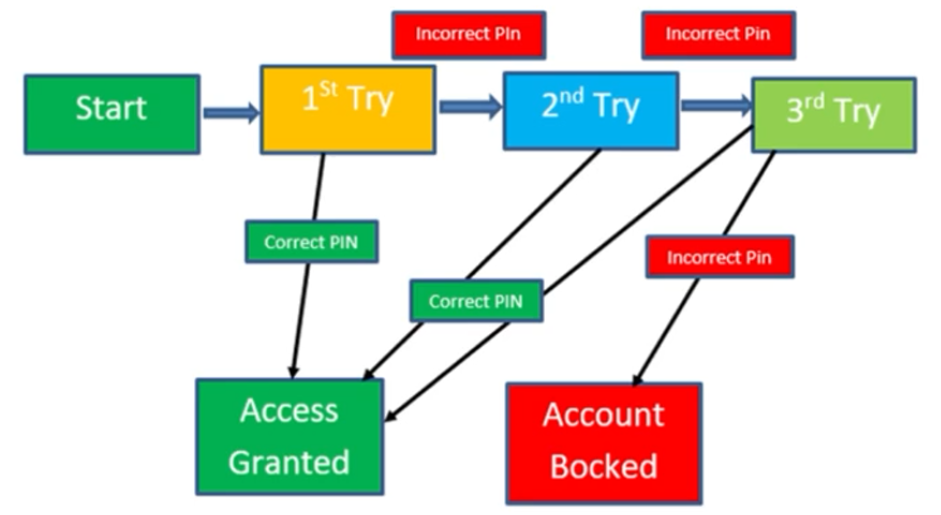 Incorrect PIn
Incorrect Pin
Start
1St Try
2nd Try
3rd Try
Correct PIN
Incorrect Pin
Correct PIN
Access
Granted
Account
Bocked